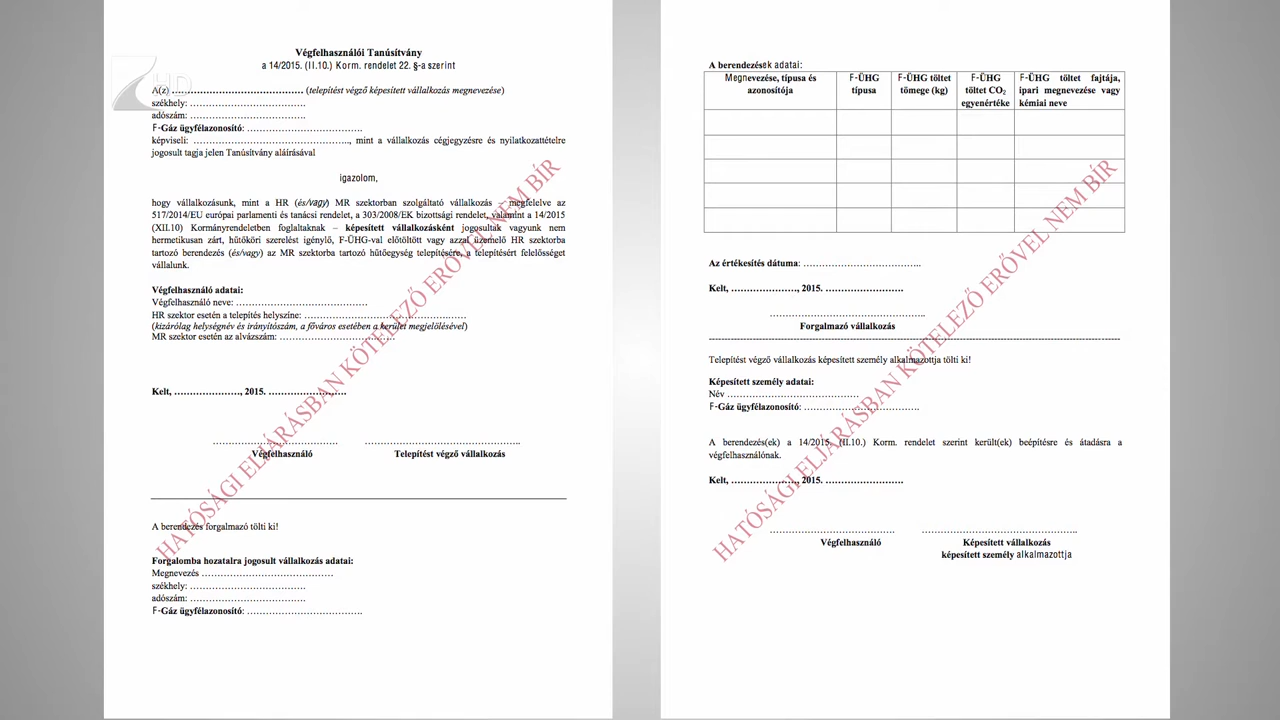 HD
Végfelhasználói Tanúsítvány
a 14/2015. (II.10.) Korm. rendelet 22. §-a szerint
A(z) ……………………………………… (telepítést végző képesített vállalkozás megnevezése)
székhely: …………………………………
adószám: …………………………………
F-Gáz ügyfélazonosító: …………………………………
képviseli: ……………………………………………, mint a vállalkozás cégjegyzésre és nyilatkozattételre
jogosult tagja jelen Tanúsítvány aláírásával
igazolom,
hogy vállalkozásunk, mint a HR (és/vagy) MR szektorban szolgáltató vállalkozás – megfelelve az
517/2014/EU európai parlamenti és tanácsi rendelet, a 303/2008/EK bizottsági rendelet, valamint a 14/2015
(XII.10) Kormányrendeletben foglaltaknak – képesített vállalkozásként jogosultak vagyunk nem
hermetikusan zárt, hűtőköri szerelést igénylő, F-ÜHG-val előtöltött vagy azzal üzemelő HR szektorba
tartozó berendezés (és/vagy) az MR szektorba tartozó hűtőegység telepítésére, a telepítésért felelősséget
vállalunk.
Végfelhasználó adatai:
Végfelhasználó neve: ……………………………………
HR szektor esetén a telepítés helyszíne: ……………………………………………
(kizárólag helységnév és irányítószám, a főváros esetében a kerület megjelölésével)
MR szektor esetén az alvázszám: …………………………………
Kelt, …………………, 2015. ……………………
………………………………… ……………………………………………
Végfelhasználó Telepítést végző vállalkozás
A berendezés forgalmazó tölti ki!
Forgalomba hozatalra jogosult vállalkozás adatai:
Megnevezés ……………………………………
székhely: …………………………………
adószám: …………………………………
F-Gáz ügyfélazonosító: …………………………………
HATÓSÁGI ELJÁRÁSBAN KÖTELEZŐ ERŐVEL NEM BÍR
A berendezések adatai:
Megnevezése, típusa és azonosítója
F-ÜHG típusa
F-ÜHG töltet tömege (kg)
F-ÜHG töltet CO₂ egyenértéke
F-ÜHG töltet fajtája, ipari megnevezése vagy kémiai neve
Az értékesítés dátuma: …………………………………
Kelt, …………………, 2015. ……………………
……………………………………………
Forgalmazó vállalkozás
Telepítést végző vállalkozás képesített személy alkalmazottja tölti ki!
Képesített személy adatai:
Név ……………………………………
F-Gáz ügyfélazonosító: …………………………………
A berendezés(ek) a 14/2015. (II.10.) Korm. rendelet szerint került(ek) beépítésre és átadásra a
végfelhasználónak.
Kelt, …………………, 2015. ……………………
………………………………… ……………………………………………
Végfelhasználó Képesített vállalkozás
képesített személy alkalmazottja
HATÓSÁGI ELJÁRÁSBAN KÖTELEZŐ ERŐVEL NEM BÍR